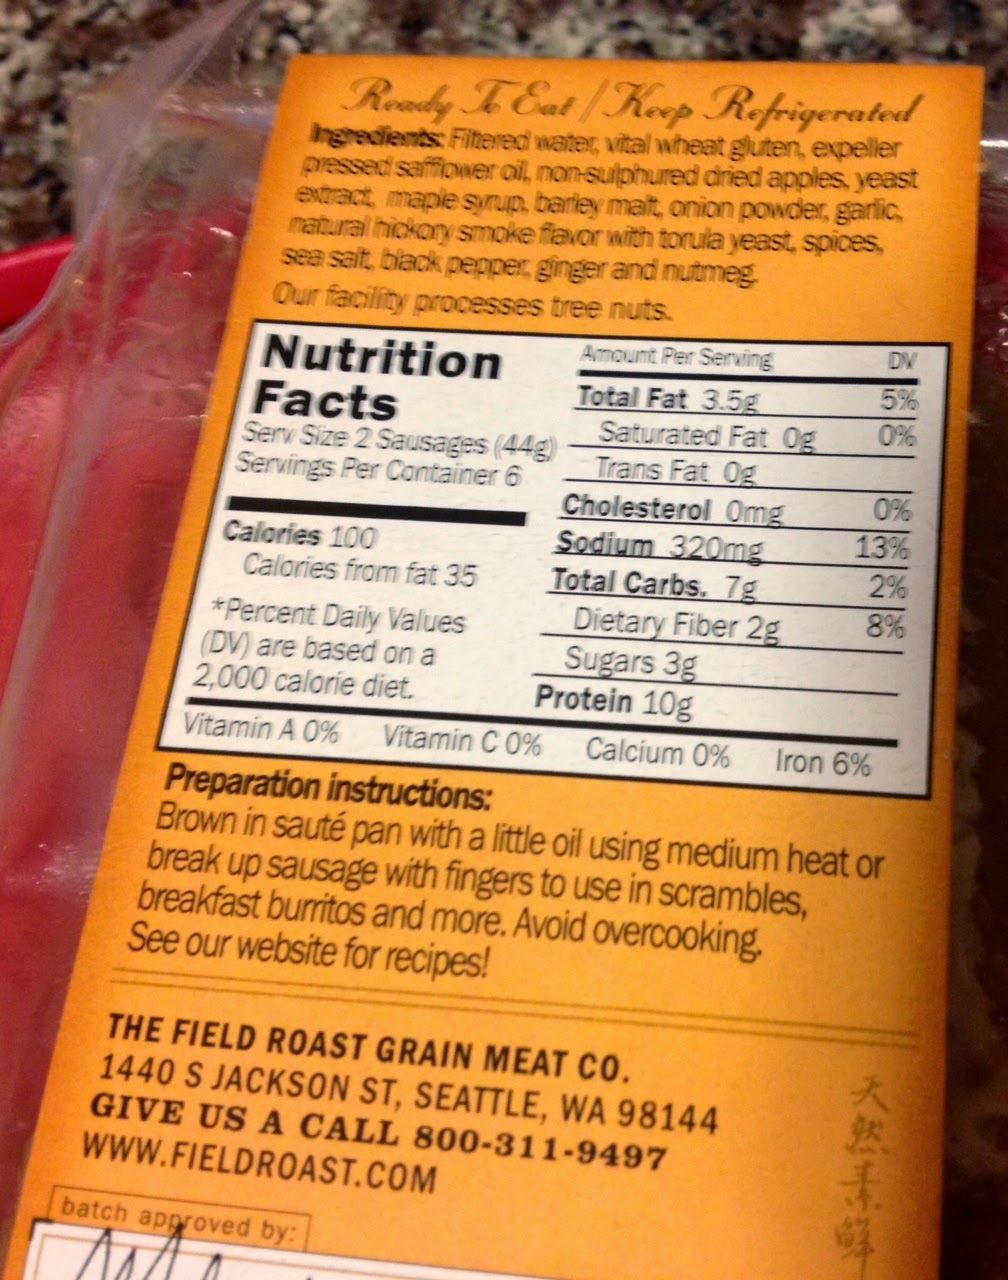 Ready To Eat / Keep Refrigerated
Ingredients: Filtered water, vital wheat gluten, expeller
pressed safflower oil, non-sulphured dried apples, yeast
extract, maple syrup, barley malt, onion powder, garlic,
natural hickory smoke flavor with torula yeast, spices,
sea salt, black pepper, ginger and nutmeg.
Our facility processes tree nuts.
Nutrition
Facts
Serv Size 2 Sausages (44g)
Servings Per Container 6
Calories 100
Calories from fat 35
*Percent Daily Values
(DV) are based on a
2,000 calorie diet.
Amount Per Serving DV
Total Fat 3.5g 5%
Saturated Fat 0g 0%
Trans Fat 0g
Cholesterol 0mg 0%
Sodium 320mg 13%
Total Carbs. 7g 2%
Dietary Fiber 2g 8%
Sugars 3g
Protein 10g
Vitamin A 0% Vitamin C 0% Calcium 0% Iron 6%
Preparation instructions:
Brown in sauté pan with a little oil using medium heat or
break up sausage with fingers to use in scrambles,
breakfast burritos and more. Avoid overcooking.
See our website for recipes!
THE FIELD ROAST GRAIN MEAT CO.
1440 S JACKSON ST, SEATTLE, WA 98144
GIVE US A CALL 800-311-9497
WWW.FIELDROAST.COM
天然素鮮
batch approved by: